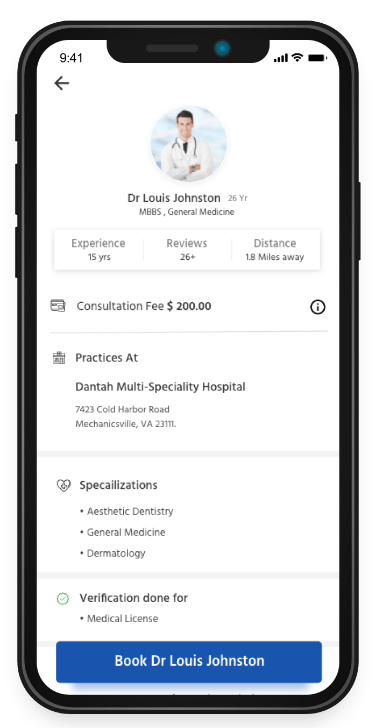 9:41
Dr Louis Johnston 26 Yr
MBBS , General Medicine
Experience Reviews Distance
15 yrs 26+ 1.8 Miles away
Consultation Fee $ 200.00
Practices At
Dantah Multi-Speciality Hospital
7423 Cold Harbor Road
Mechanicsville, VA 23111.
Specailizations
• Aesthetic Dentistry
• General Medicine
• Dermatology
Verification done for
• Medical License
Book Dr Louis Johnston